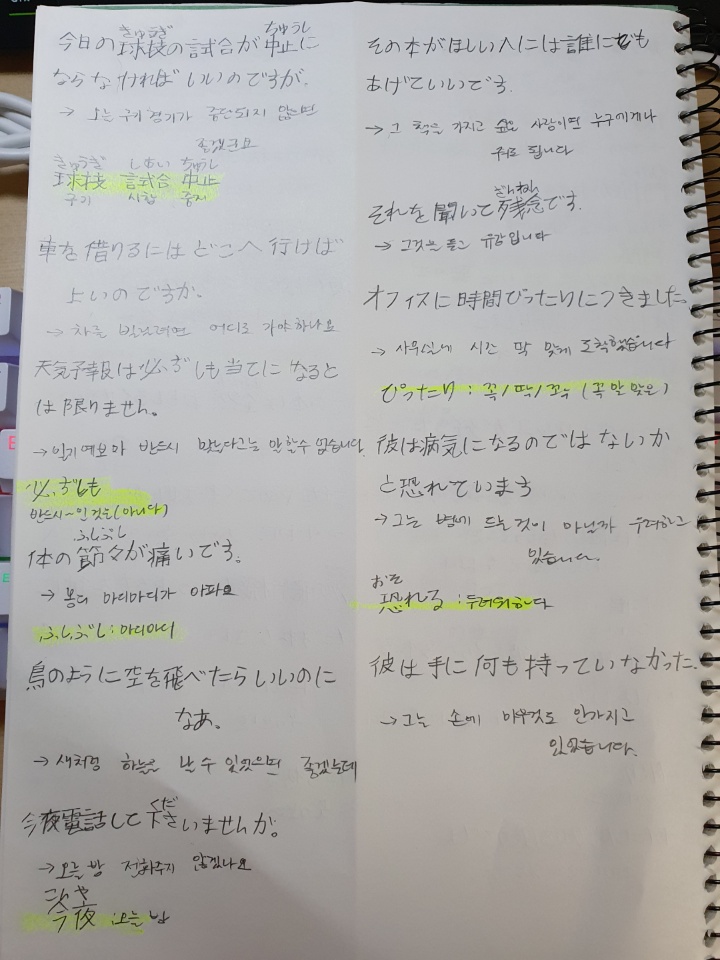 きゅうぎ ちゅうし
今日の球技の試合が中止に
ならなければいいのですが.
→ 오늘 구기 경기가 중단되지 않으면
좋겠군요
きゅうぎ しあい ちゅうし
球技 試合 中止
구기 시합 중지
車を借りるにはどこへ行けば
よいのですか.
→ 차를 빌리려면 어디로 가야하나요
天気予報は必ずしも当てになると
は限りません。
→ 일기예보아 반드시 맞는다고는 말할수 없습니다.
必ずしも
반드시~인것은(아니다)
ふしぶし
体の節々が痛いです。
→ 몸디 마디마디가 아파요
ふしぶし:마디마디
鳥のように空を飛べたらいいのに
なあ。
→ 새처럼 하늘을 날 수 있었으면 좋겠는데
くだ
今夜電話して下さいませんか。
→ 오늘 밤 전화주지 않겠나요
こんや
今夜:오늘
その本がほしい人には誰にでも
あげていいです.
→ 그 책을 가지고 싶은 사람이면 누구에게나
줘도 됩니다
ざんねん
それを聞いて残念です.
→ 그것은 듣고 유감입니다
オフィスに時間ぴったりにつきました.
→ 사무실에 시간 딱 맞게 도착했습니다
ぴったり:꼭/딱/꼬누 (꼭 알 맞은)
彼は病気になるのではないか
と恐れています
→ 그는 병에 드는것이 아닐까 우려하고
있습니다.
おそ
恐れる:두려워하다
彼は手に何も持っていなかった.
→ 그는 손에 아무것도 안가지고
있었습니다.